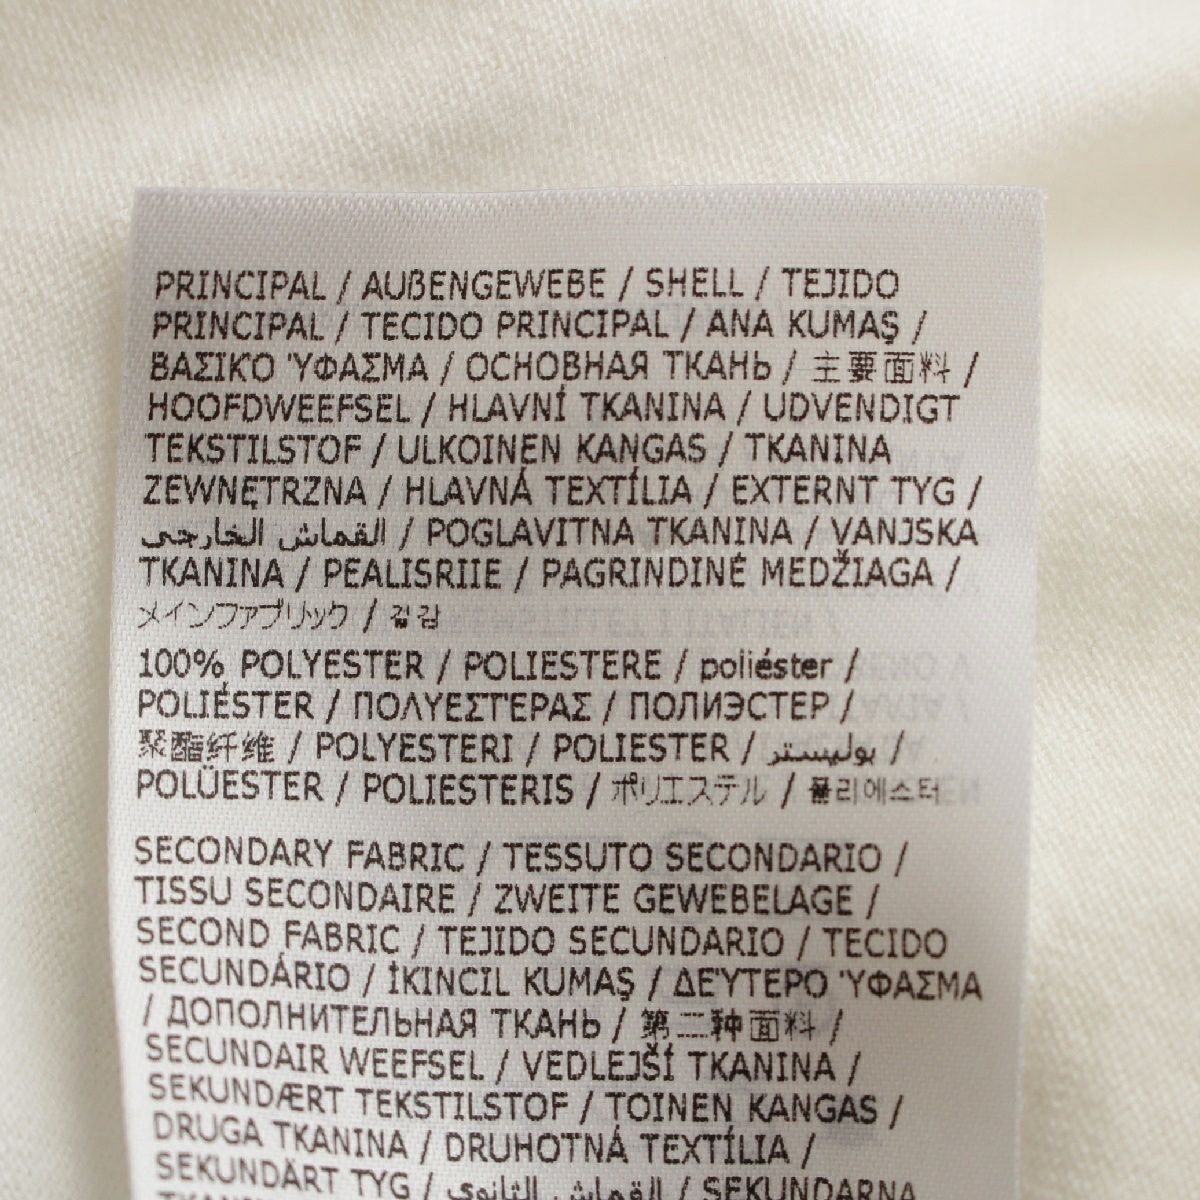 PRINCIPAL / AUßENGEWEBE / SHELL / TEJIDO
PRINCIPAL / TECIDO PRINCIPAL / ANA KUMAŞ /
ΒΑΣΙΚΟ ΎΦΑΣΜΑ / ОСНОВНАЯ ТКАНЬ / 主要面料 /
HOOFDWEEFSEL / HLAVNÍ TKANINA / UDVENDIGT
TEKSTILSTOF / ULKOINEN KANGAS / TKANINA
ZEWNĘTRZNA / HLAVNÁ TEXTÍLIA / EXTERNT TYG /
القماش الخارجي / POGLAVITNA TKANINA / VANJSKA
TKANINA / PEALISRIIE / PAGRINDINĖ MEDŽIAGA /
メインファブリック / 겉감
100% POLYESTER / POLIESTERE / poliéster /
POLIÉSTER / ΠΟΛΥΕΣΤΈΡΑΣ / ПОЛИЭСТЕР /
聚酯纤维 / POLYESTERI / POLIESTER / بوليستر /
POLÜESTER / POLIESTERIS / ポリエステル / 폴리에스터
SECONDARY FABRIC / TESSUTO SECONDARIO /
TISSU SECONDAIRE / ZWEITE GEWEBELAGE /
SECOND FABRIC / TEJIDO SECUNDARIO / TECIDO
SECUNDÁRIO / İKINCIL KUMAŞ / ΔΕΎΤΕΡΟ ΎΦΑΣΜΑ
/ ДОПОЛНИТЕЛЬНАЯ ТКАНЬ / 第二种面料 /
SECUNDAIR WEEFSEL / VEDLEJŠÍ TKANINA /
SEKUNDÆRT TEKSTILSTOF / TOINEN KANGAS /
DRUGA TKANINA / DRUHOTNÁ TEXTÍLIA /
SEKUNDÄRT TYG / القماش الثانوي / SEKUNDARNA